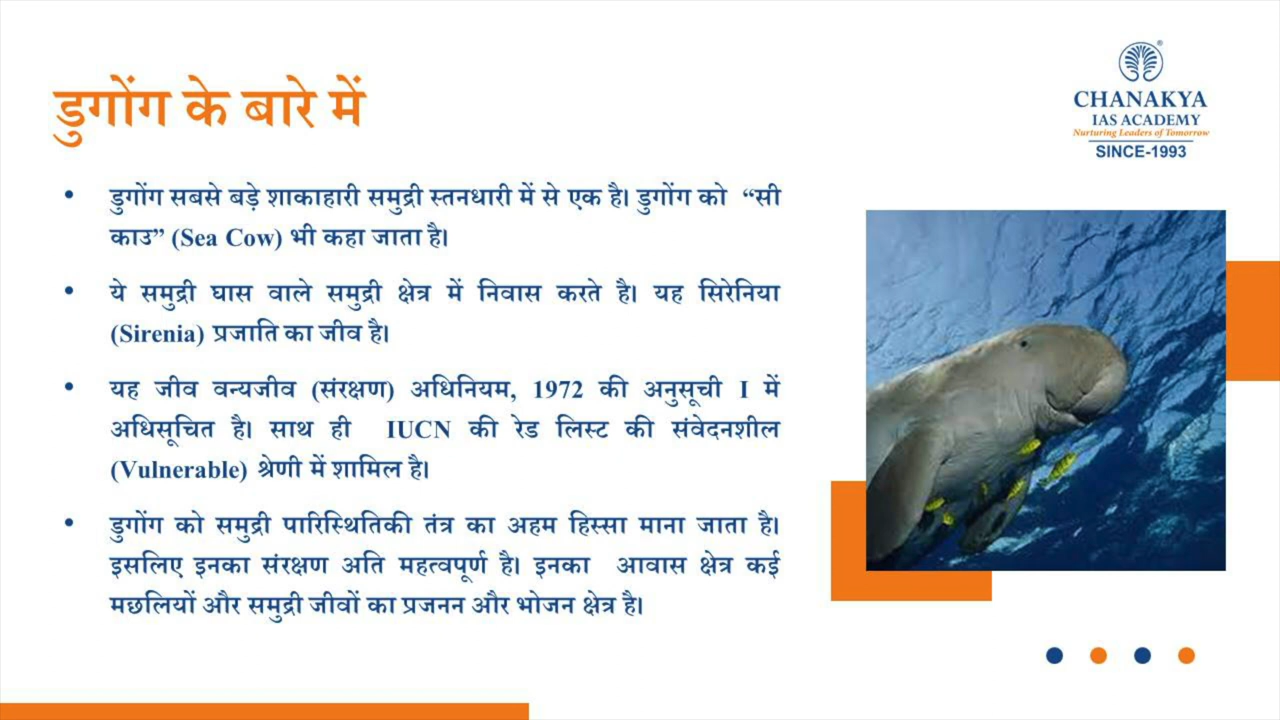 डुगोंग के बारे में
CHANAKYA
IAS ACADEMY
Nurturing Leaders of Tomorrow
SINCE-1993
• डुगोंग सबसे बड़े शाकाहारी समुद्री स्तनधारी में से एक है। डुगोंग को “सी
काउ” (Sea Cow) भी कहा जाता है।
• ये समुद्री घास वाले समुद्री क्षेत्र में निवास करते है। यह सिरेनिया
(Sirenia) प्रजाति का जीव है।
• यह जीव वन्यजीव (संरक्षण) अधिनियम, 1972 की अनुसूची I में
अधिसूचित है। साथ ही IUCN की रेड लिस्ट की संवेदनशील
(Vulnerable) श्रेणी में शामिल है।
• डुगोंग को समुद्री पारिस्थितिकी तंत्र का अहम हिस्सा माना जाता है।
इसलिए इनका संरक्षण अति महत्वपूर्ण है। इनका आवास क्षेत्र कई
मछलियों और समुद्री जीवों का प्रजनन और भोजन क्षेत्र है।